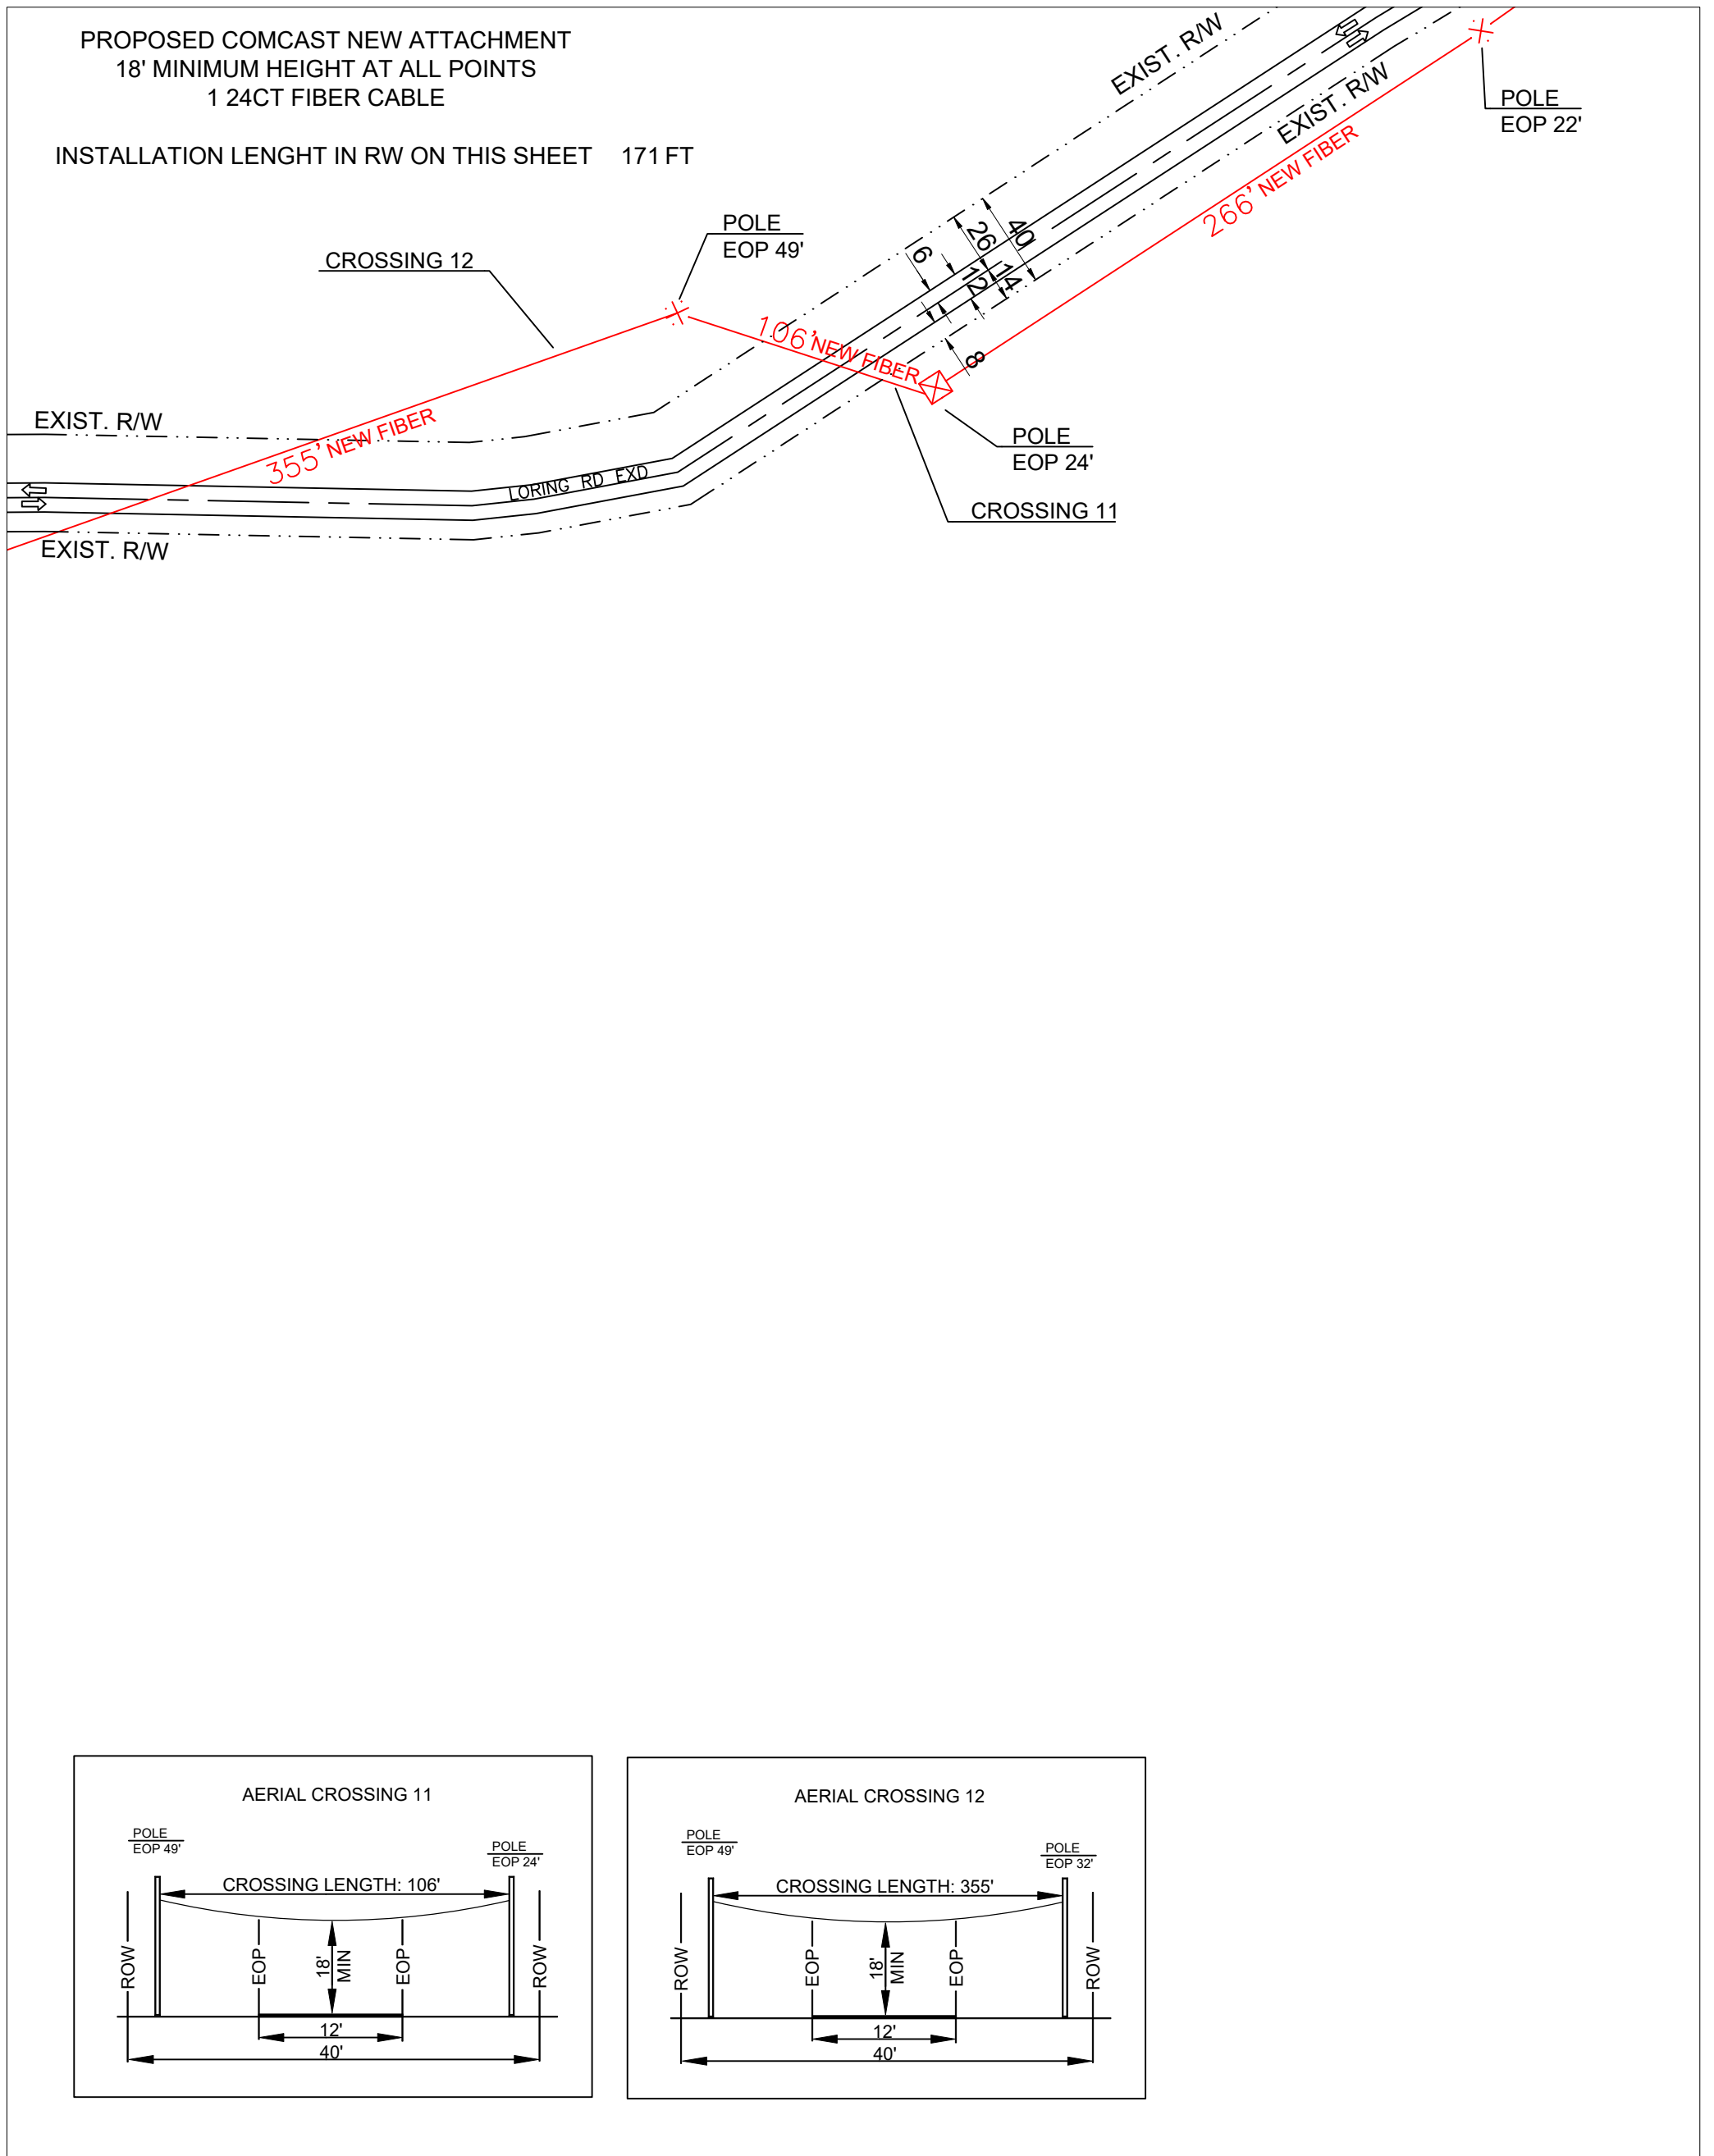 PROPOSED COMCAST NEW ATTACHMENT
18' MINIMUM HEIGHT AT ALL POINTS
1 24CT FIBER CABLE
INSTALLATION LENGHT IN RW ON THIS SHEET 171 FT
EXIST. R/W
EXIST. R/W
POLE
EOP 22'
266' NEW FIBER
POLE
EOP 49'
CROSSING 12
40
26
6
14
12
8
106' NEW FIBER
POLE
EOP 24'
CROSSING 11
EXIST. R/W
355' NEW FIBER
LORING RD EXD
EXIST. R/W
AERIAL CROSSING 11
POLE
EOP 49'
POLE
EOP 24'
CROSSING LENGTH: 106'
ROW
EOP
18'
MIN
EOP
ROW
12'
40'
AERIAL CROSSING 12
POLE
EOP 49'
POLE
EOP 32'
CROSSING LENGTH: 355'
ROW
EOP
18'
MIN
EOP
ROW
12'
40'